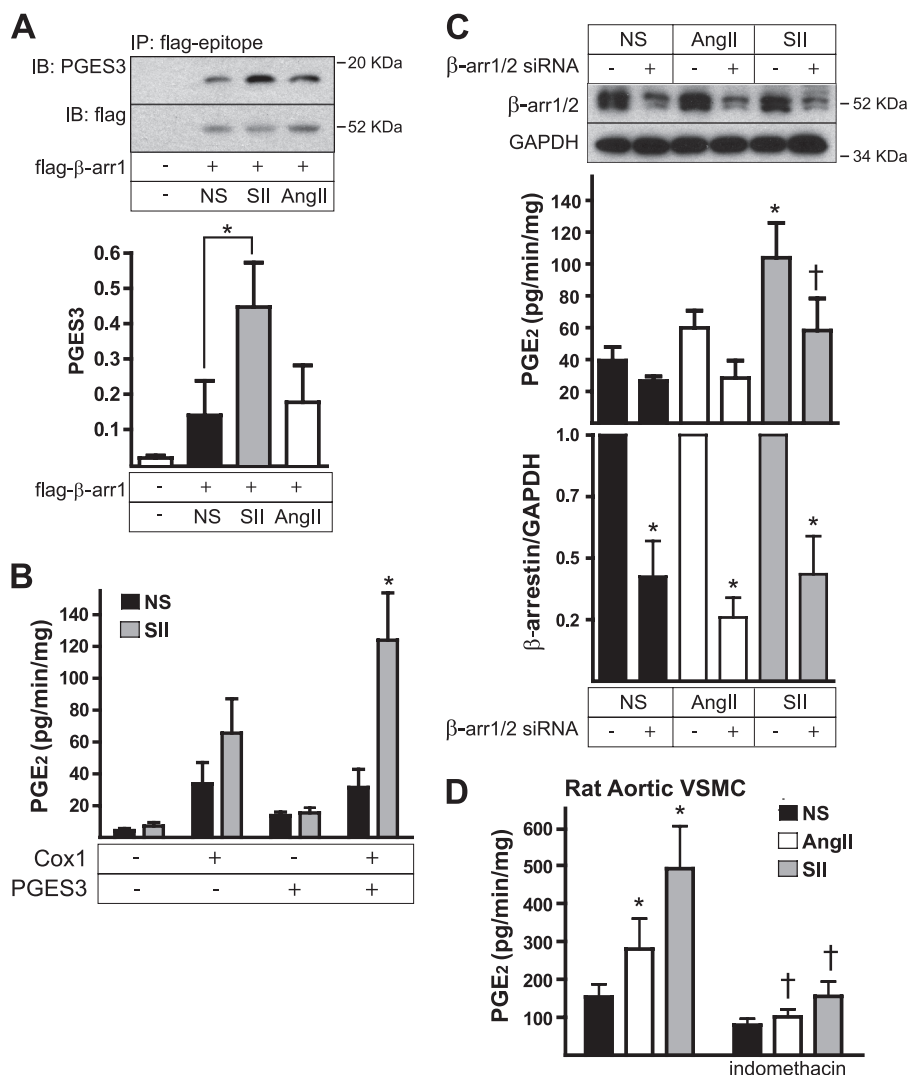 A
IP: flag-epitope
IB: PGES3
20 KDa
IB: flag
52 KDa
flag-β-arr1 - + + +
- NS SII AngII
*
PGES3
0.6
0.5
0.4
0.3
0.2
0.1
flag-β-arr1 - + + +
- NS SII AngII
B
NS
SII
*
PGE2 (pg/min/mg)
140
120
100
80
60
40
20
Cox1 - + - +
PGES3 - - + +
C
NS AngII SII
β-arr1/2 siRNA - + - + - +
β-arr1/2
52 KDa
GAPDH
34 KDa
PGE2 (pg/min/mg)
140
120
100
80
60
40
20
* †
β-arrestin/GAPDH
1.0
0.7
0.5
0.2
* * *
NS AngII SII
β-arr1/2 siRNA - + - + - +
D
Rat Aortic VSMC
NS
AngII
SII
PGE2 (pg/min/mg)
600
500
400
300
200
100
* * † †
indomethacin